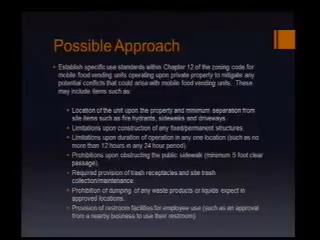 Possible Approach
Establish specific use standards within Chapter 12 of the zoning code for
mobile food vending units operating upon private property to mitigate any
potential conflicts that could arise with mobile food vending units. These
may include items such as:
Location of the unit upon the property and minimum separation from
site items such as fire hydrants, sidewalks and driveways.
Limitations upon construction of any fixed/permanent structures.
Limitations upon duration of operation in any one location (such as no
more than 12 hours in any 24 hour period).
Prohibitions upon obstructing the public sidewalk (minimum 5 foot clear
passage).
Required provision of trash receptacles and site trash
collection/maintenance.
Prohibition of dumping of any waste products or liquids expect in
approved locations.
Provision of restroom facilities for employee use (such as an approval
from a nearby business to use their restroom)